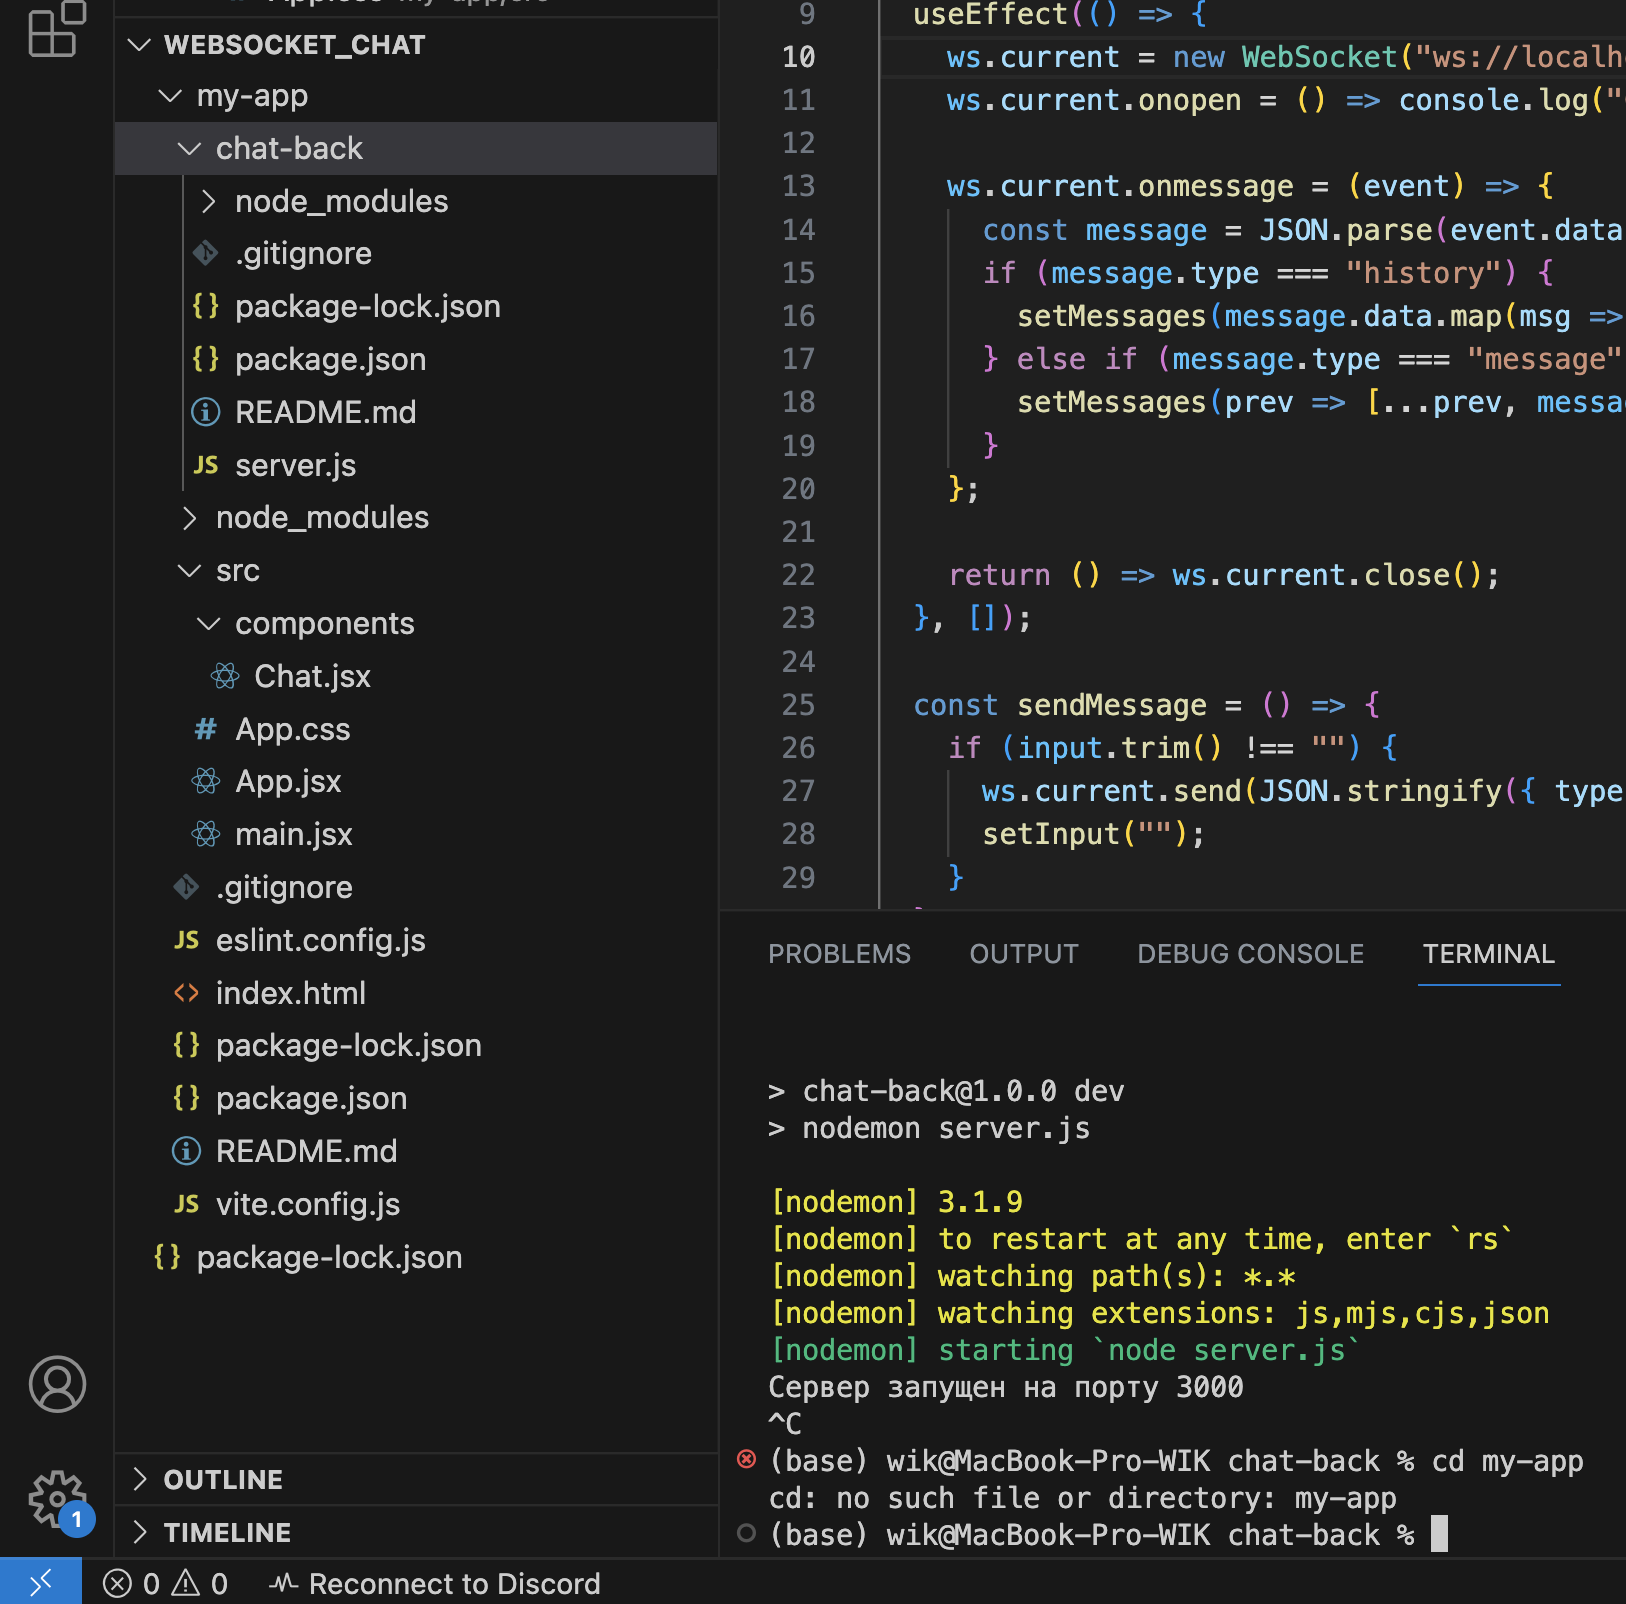 WEBSOCKET_CHAT
my-app
chat-back
node_modules
.gitignore
{} package-lock.json
{} package.json
README.md
JS server.js
node_modules
src
components
Chat.jsx
# App.css
App.jsx
main.jsx
.gitignore
JS eslint.config.js
<> index.html
{} package-lock.json
{} package.json
README.md
JS vite.config.js
{} package-lock.json
OUTLINE
TIMELINE
1
9 useEffect(() => {
10 ws.current = new WebSocket("ws://localh
11 ws.current.onopen = () => console.log("
12
13 ws.current.onmessage = (event) => {
14 const message = JSON.parse(event.data
15 if (message.type === "history") {
16 setMessages(message.data.map(msg =>
17 } else if (message.type === "message"
18 setMessages(prev => [...prev, messa
19 }
20 };
21
22 return () => ws.current.close();
23 }, []);
24
25 const sendMessage = () => {
26 if (input.trim() !== "") {
27 ws.current.send(JSON.stringify({ type
28 setInput("");
29 }
PROBLEMS OUTPUT DEBUG CONSOLE TERMINAL
> chat-back@1.0.0 dev
> nodemon server.js
[nodemon] 3.1.9
[nodemon] to restart at any time, enter `rs`
[nodemon] watching path(s): *.*
[nodemon] watching extensions: js,mjs,cjs,json
[nodemon] starting `node server.js`
Сервер запущен на порту 3000
^C
(base) wik@MacBook-Pro-WIK chat-back % cd my-app
cd: no such file or directory: my-app
(base) wik@MacBook-Pro-WIK chat-back %
0 0 Reconnect to Discord